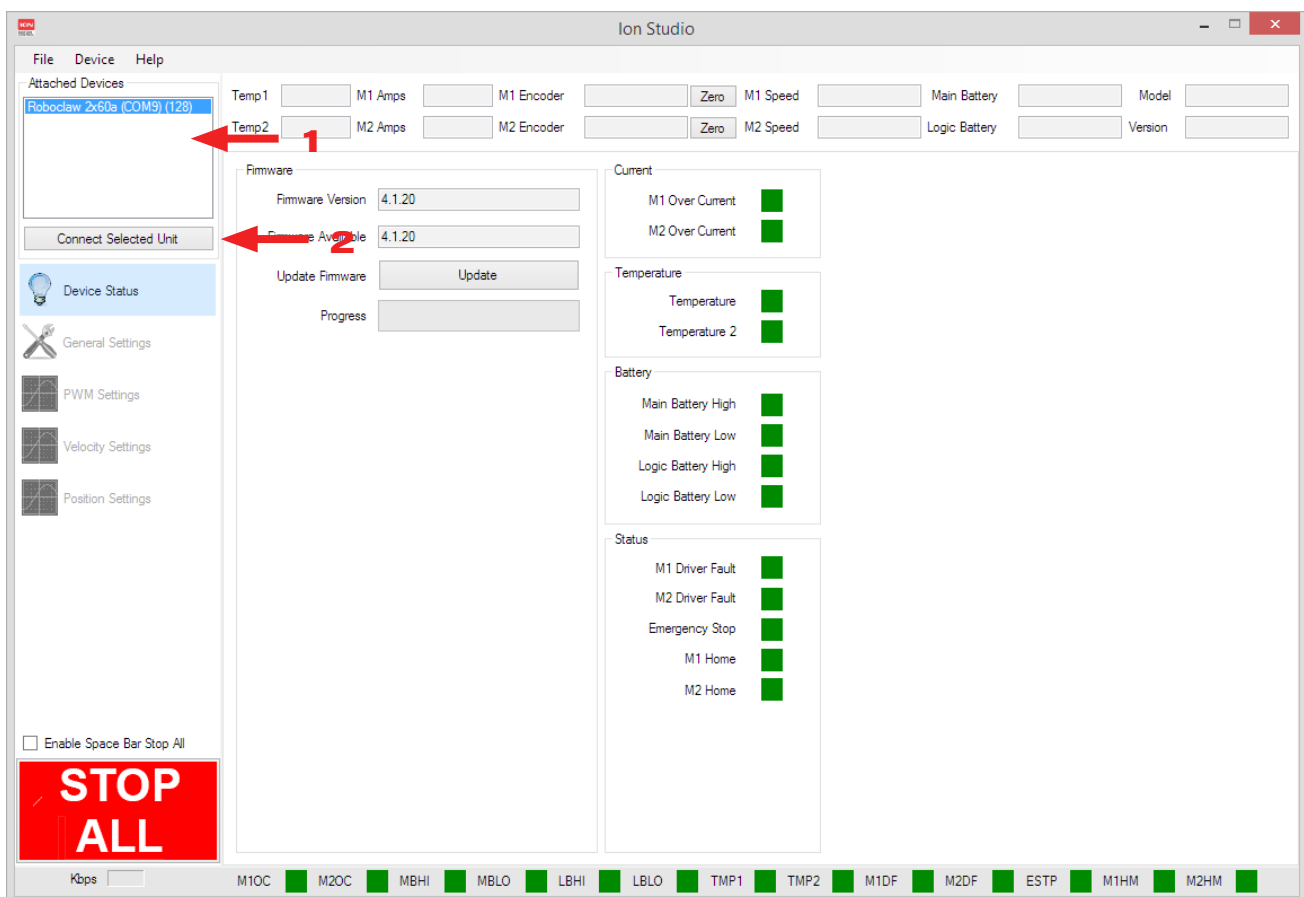 Ion Studio
File Device Help
Attached Devices
Roboclaw 2x60a (COM9) (128)
1
Connect Selected Unit
2
Temp1 M1 Amps M1 Encoder Zero M1 Speed Main Battery Model
Temp2 M2 Amps M2 Encoder Zero M2 Speed Logic Battery Version
Device Status
General Settings
PWM Settings
Velocity Settings
Position Settings
Firmware
Firmware Version 4.1.20
Firmware Available 4.1.20
Update Firmware Update
Progress
Current
M1 Over Current
M2 Over Current
Temperature
Temperature
Temperature 2
Battery
Main Battery High
Main Battery Low
Logic Battery High
Logic Battery Low
Status
M1 Driver Fault
M2 Driver Fault
Emergency Stop
M1 Home
M2 Home
Enable Space Bar Stop All
STOP
ALL
Kbps
M1OC M2OC MBHI MBLO LBHI LBLO TMP1 TMP2 M1DF M2DF ESTP M1HM M2HM